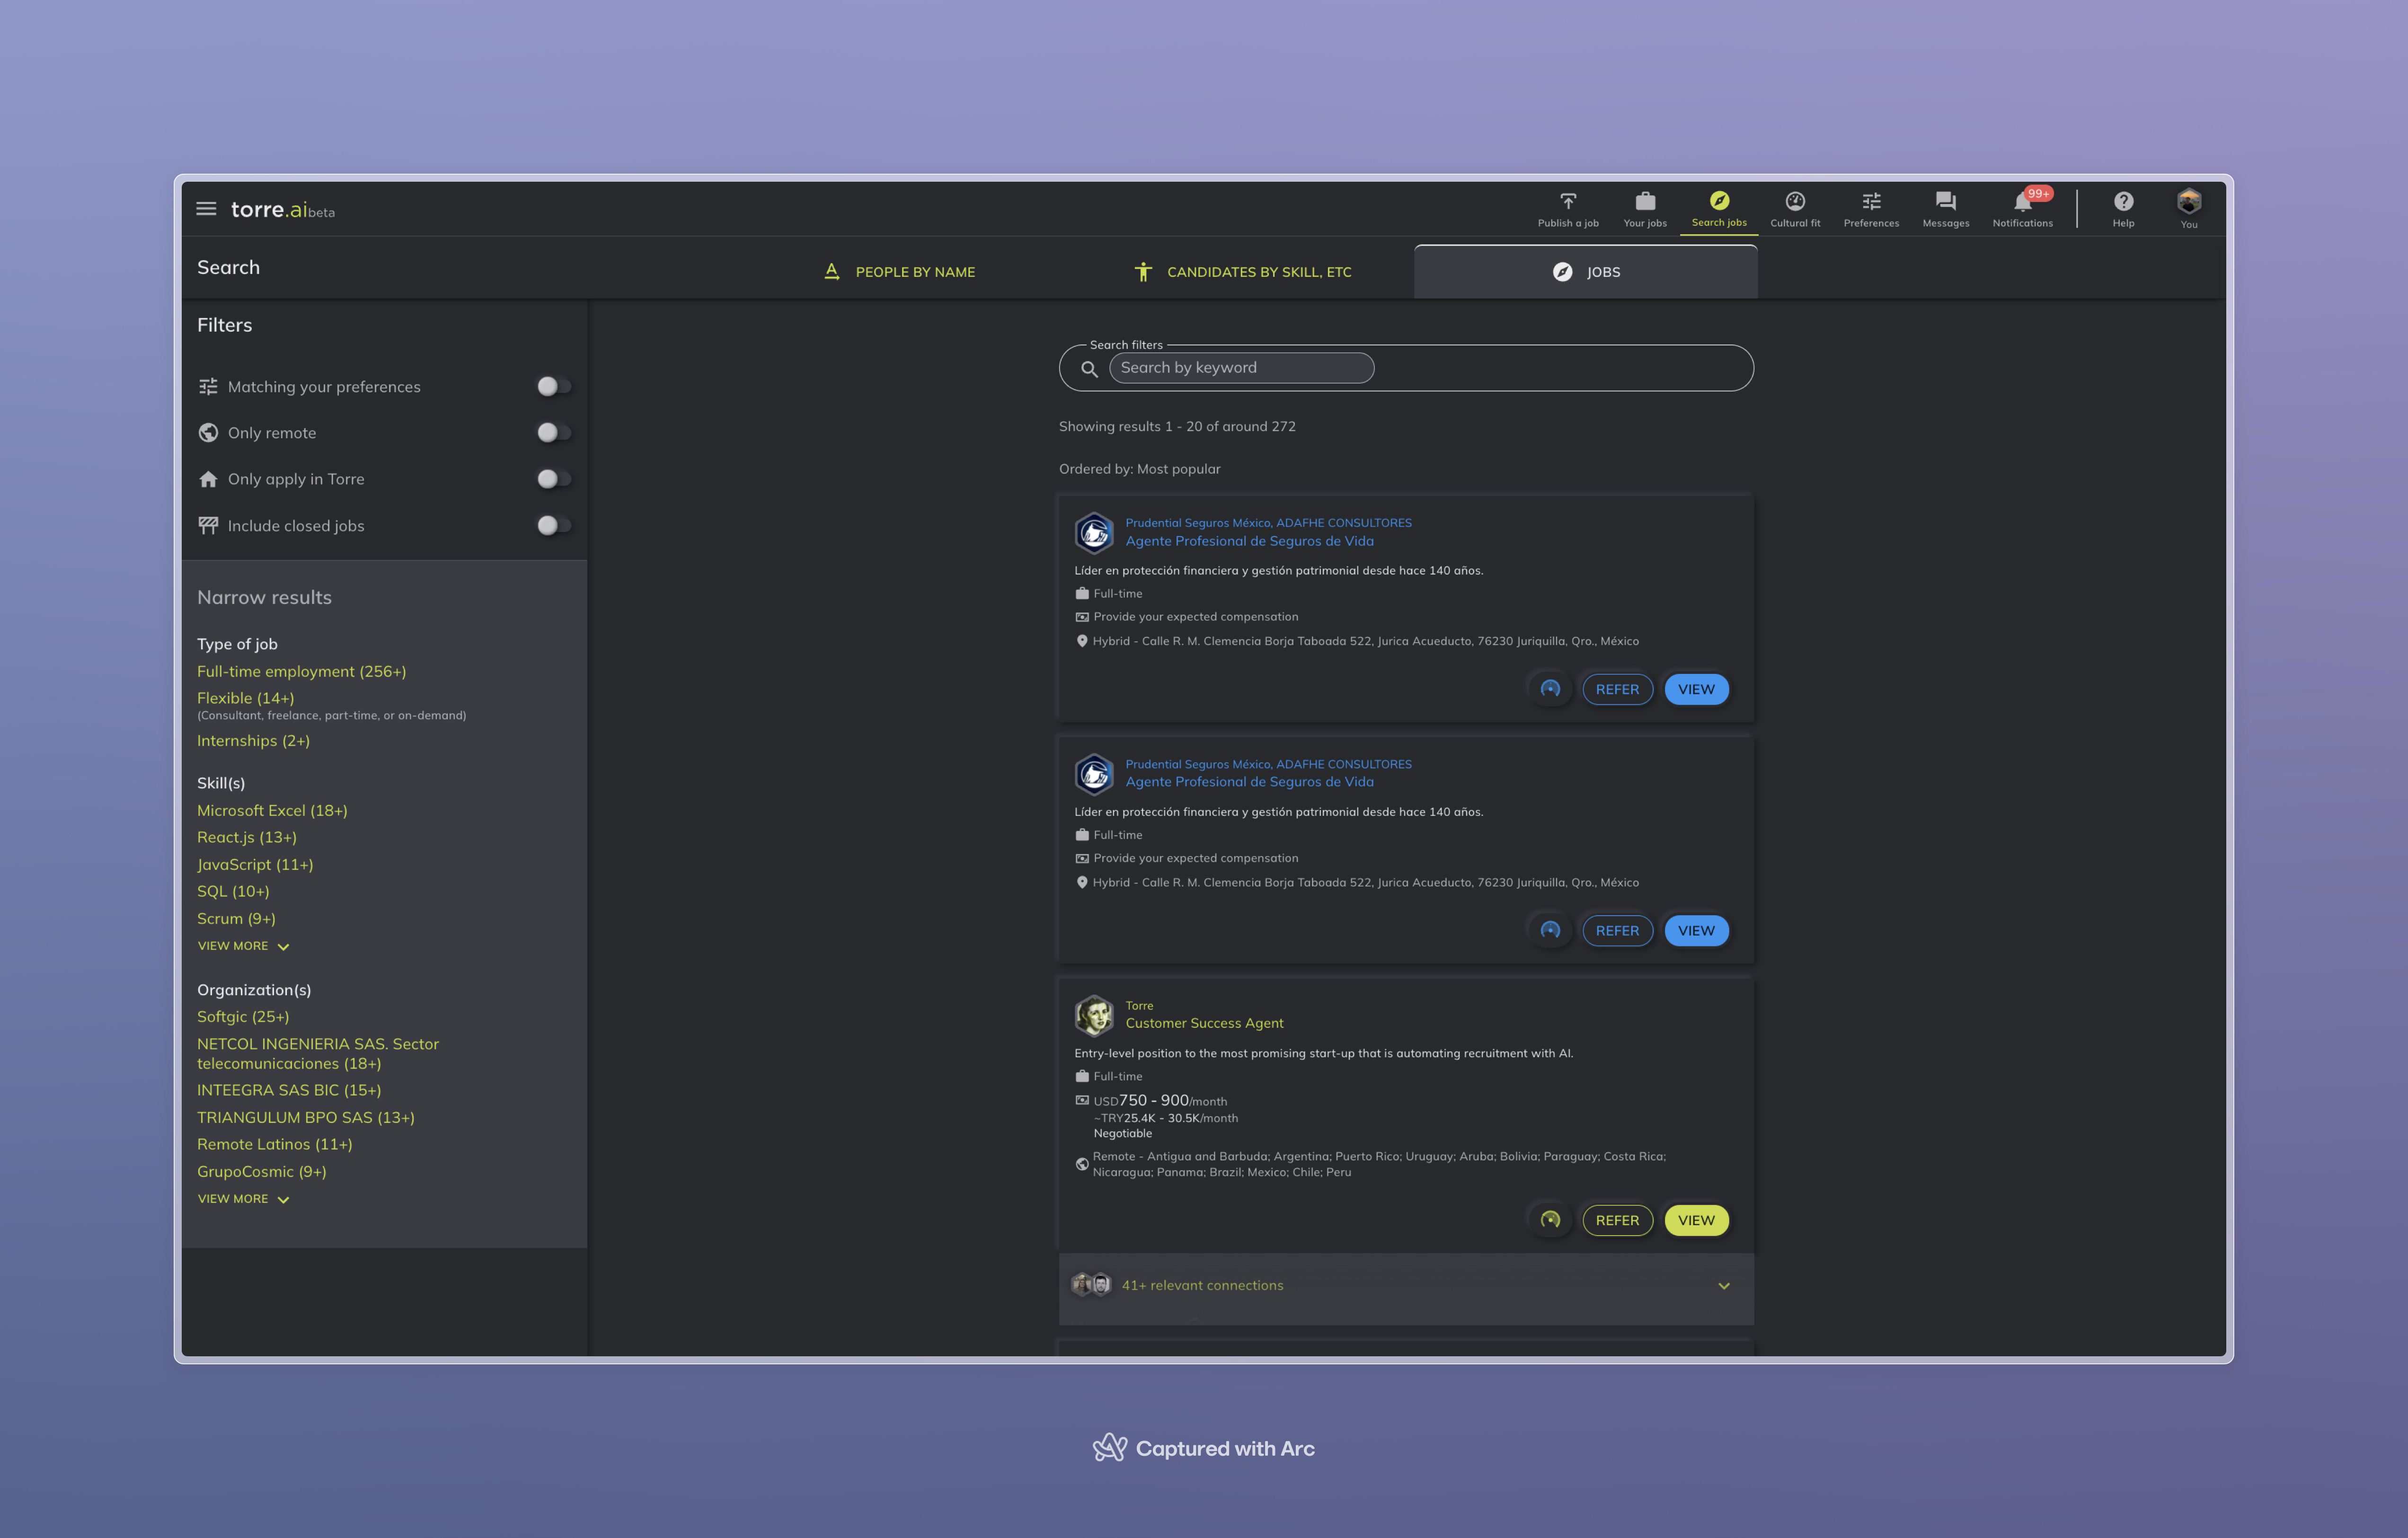 torre.ai beta
Publish a job
Your jobs
Search jobs
Cultural fit
Preferences
Messages
99+
Notifications
Help
You
Search
PEOPLE BY NAME
CANDIDATES BY SKILL, ETC
JOBS
Filters
Matching your preferences
Only remote
Only apply in Torre
Include closed jobs
Narrow results
Type of job
Full-time employment (256+)
Flexible (14+)
(Consultant, freelance, part-time, or on-demand)
Internships (2+)
Skill(s)
Microsoft Excel (18+)
React.js (13+)
JavaScript (11+)
SQL (10+)
Scrum (9+)
VIEW MORE
Organization(s)
Softgic (25+)
NETCOL INGENIERIA SAS. Sector
telecomunicaciones (18+)
INTEEGRA SAS BIC (15+)
TRIANGULUM BPO SAS (13+)
Remote Latinos (11+)
GrupoCosmic (9+)
VIEW MORE
Search filters
Search by keyword
Showing results 1 - 20 of around 272
Ordered by: Most popular
Prudential Seguros México, ADAFHE CONSULTORES
Agente Profesional de Seguros de Vida
Líder en protección financiera y gestión patrimonial desde hace 140 años.
Full-time
Provide your expected compensation
Hybrid - Calle R. M. Clemencia Borja Taboada 522, Jurica Acueducto, 76230 Juriquilla, Qro., México
REFER
VIEW
Prudential Seguros México, ADAFHE CONSULTORES
Agente Profesional de Seguros de Vida
Líder en protección financiera y gestión patrimonial desde hace 140 años.
Full-time
Provide your expected compensation
Hybrid - Calle R. M. Clemencia Borja Taboada 522, Jurica Acueducto, 76230 Juriquilla, Qro., México
REFER
VIEW
Torre
Customer Success Agent
Entry-level position to the most promising start-up that is automating recruitment with AI.
Full-time
USD750 - 900/month
~TRY25.4K - 30.5K/month
Negotiable
Remote - Antigua and Barbuda; Argentina; Puerto Rico; Uruguay; Aruba; Bolivia; Paraguay; Costa Rica;
Nicaragua; Panama; Brazil; Mexico; Chile; Peru
REFER
VIEW
41+ relevant connections
Captured with Arc